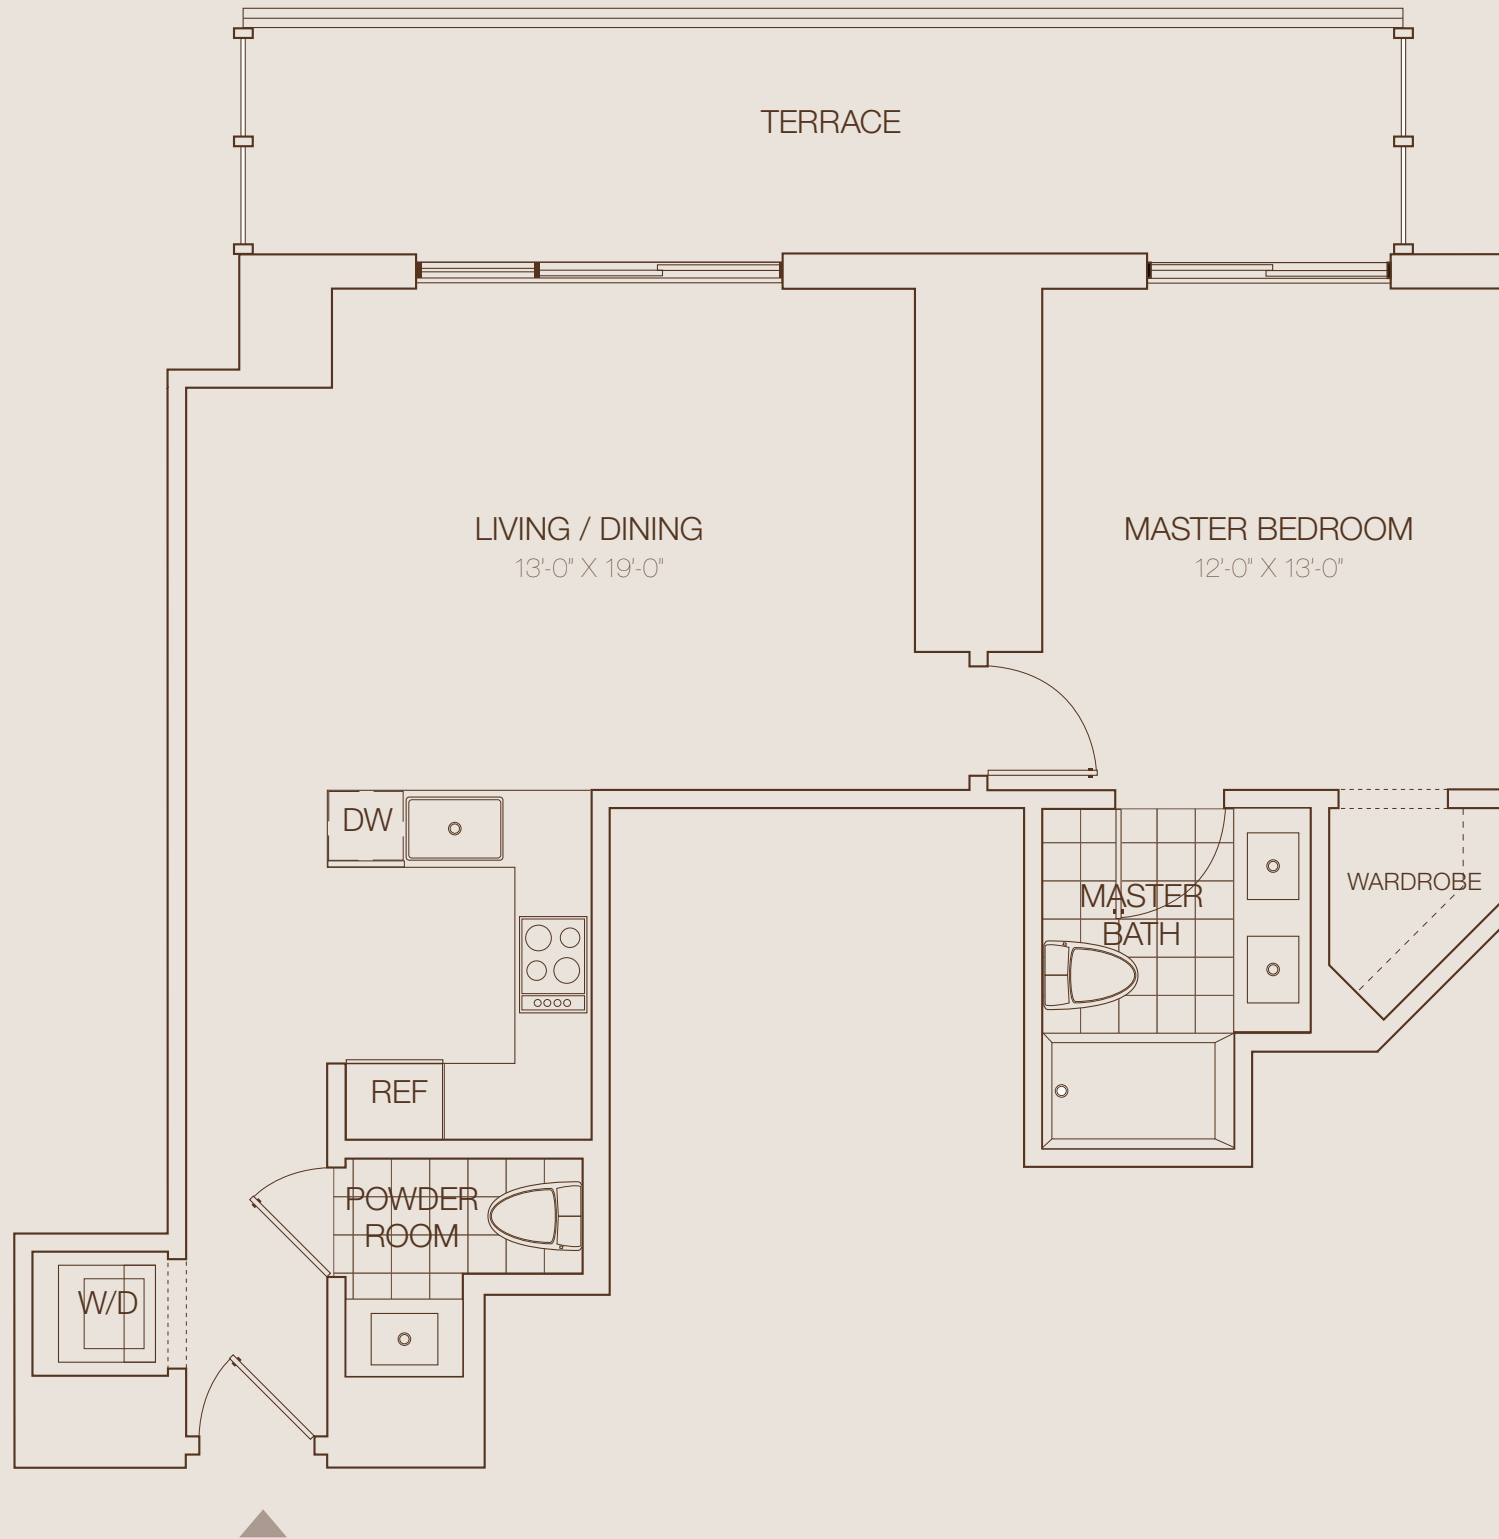 TERRACE
LIVING / DINING
13'-0" X 19'-0"
MASTER BEDROOM
12'-0" X 13'-0"
DW
MASTER
BATH
WARDROBE
REF
POWDER
ROOM
W/D